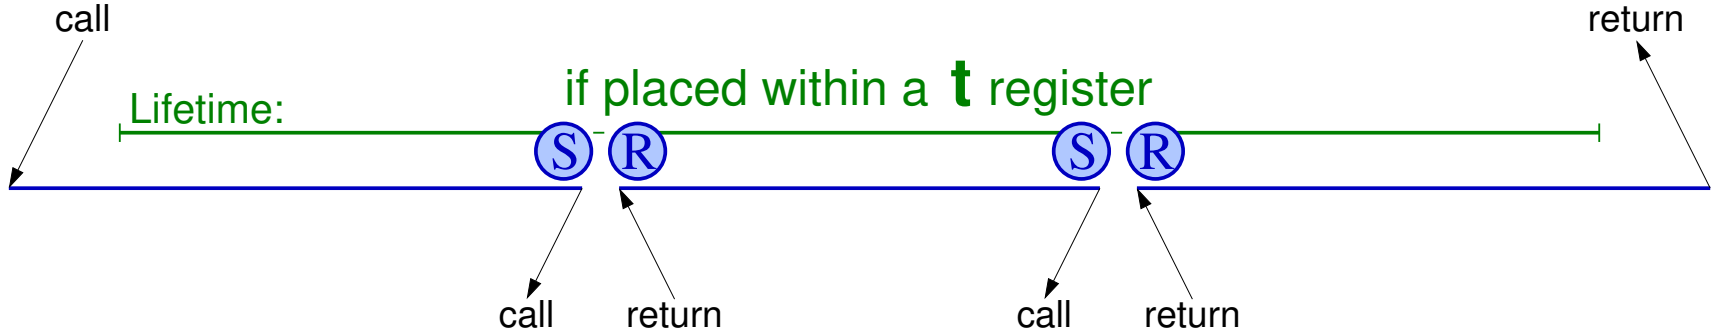 call
return
if placed within a t register
Lifetime:
S R S R
call return call return